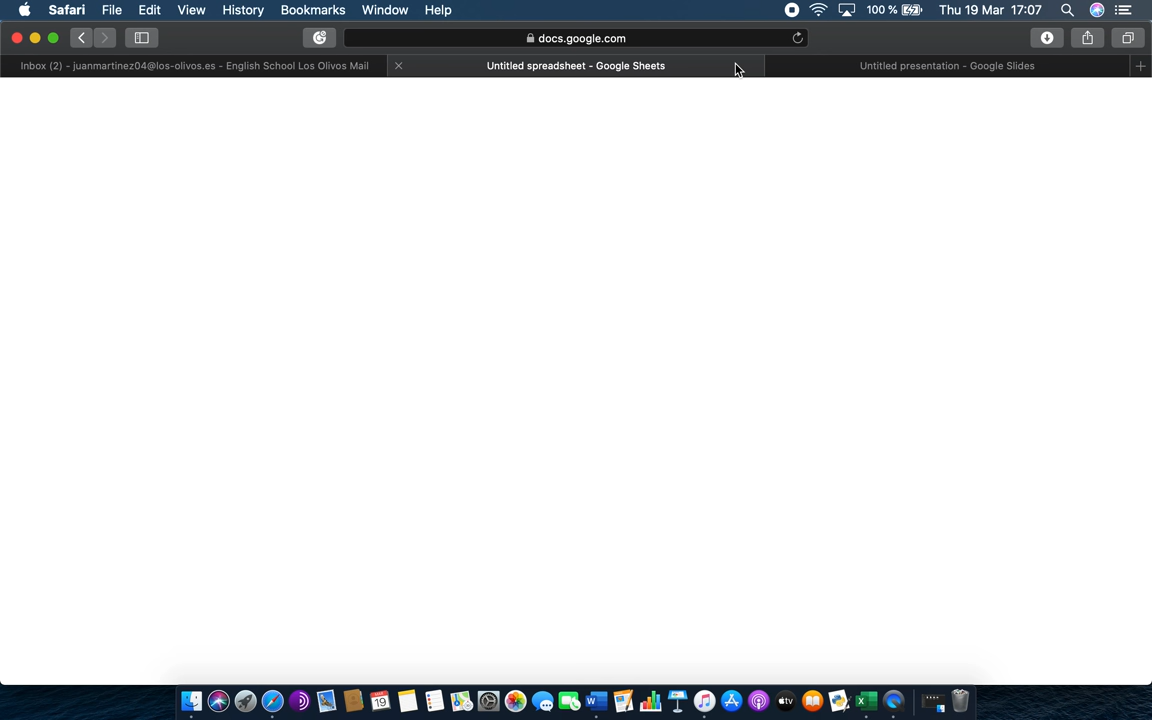 Safari File Edit View History Bookmarks Window Help 100 % Thu 19 Mar 17:07
docs.google.com
Inbox (2) - juanmartinez04@los-olivos.es - English School Los Olivos Mail
Untitled spreadsheet - Google Sheets
Untitled presentation - Google Slides
19